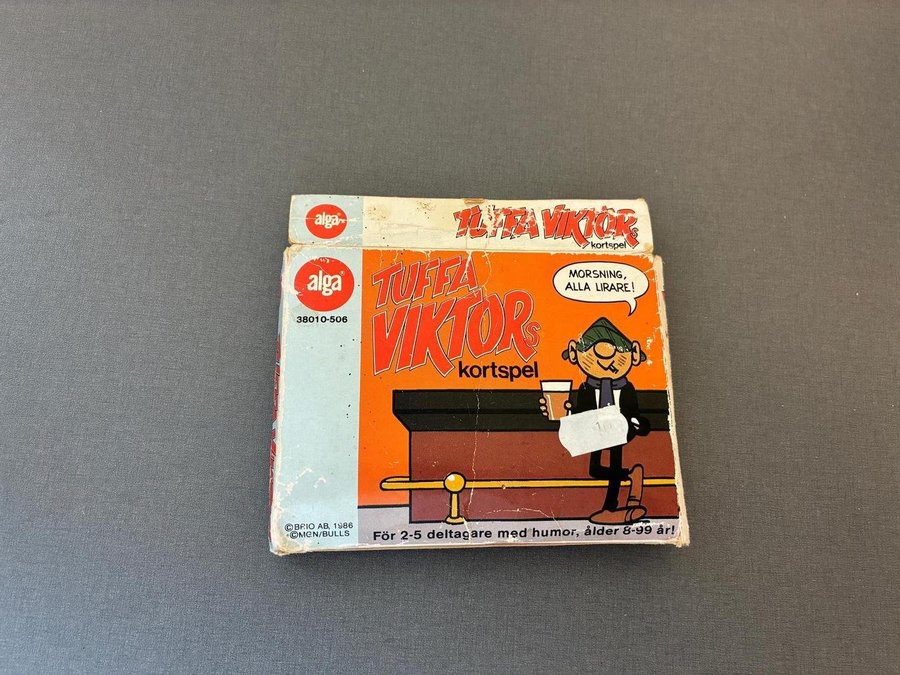 alga®
TUFFA VIKTORs
kortspel
alga®
38010-506
TUFFA
VIKTORs
kortspel
MORSNING,
ALLA LIRARE!
©BRIO AB, 1986
©MGN/BULLS
För 2-5 deltagare med humor, ålder 8-99 år!